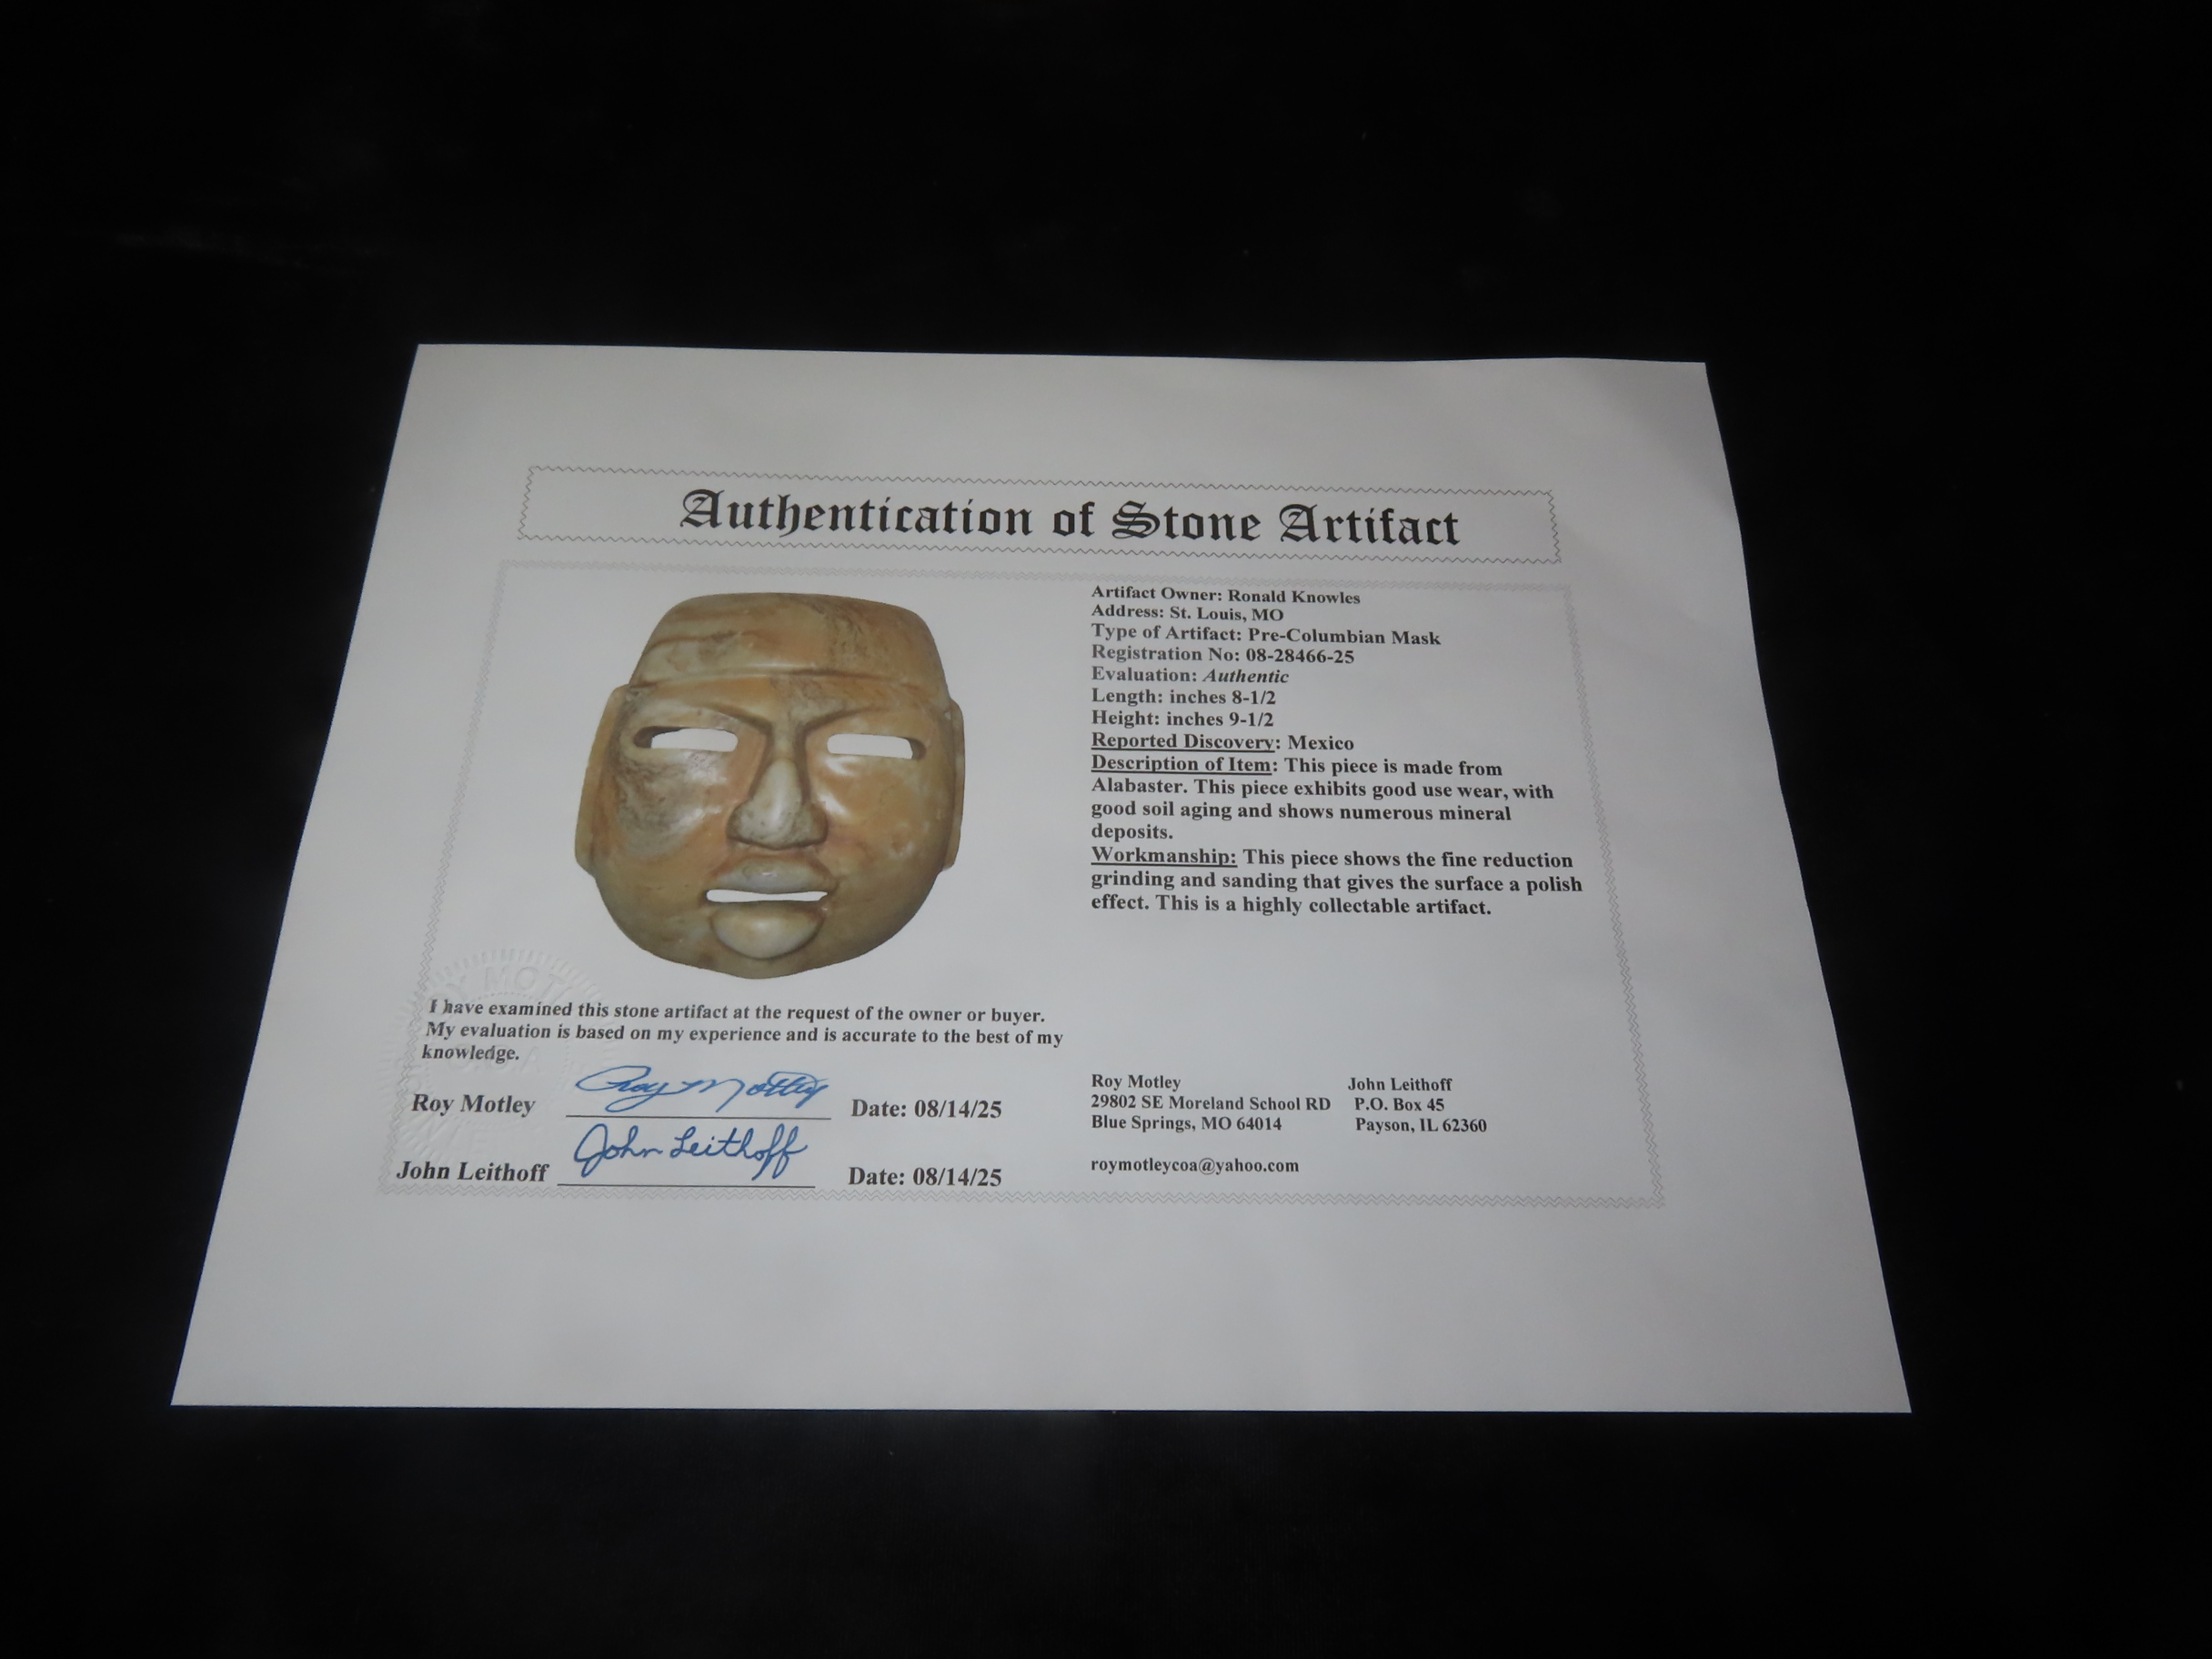 Authentication of Stone Artifact
Artifact Owner: Ronald Knowles
Address: St. Louis, MO
Type of Artifact: Pre-Columbian Mask
Registration No: 08-28466-25
Evaluation: Authentic
Length: inches 8-1/2
Height: inches 9-1/2
Reported Discovery: Mexico
Description of Item: This piece is made from
Alabaster. This piece exhibits good use wear, with
good soil aging and shows numerous mineral
deposits.
Workmanship: This piece shows the fine reduction
grinding and sanding that gives the surface a polish
effect. This is a highly collectable artifact.
I have examined this stone artifact at the request of the owner or buyer.
My evaluation is based on my experience and is accurate to the best of my
knowledge.
Roy Motley Roy Motley Date: 08/14/25
John Leithoff John Leithoff Date: 08/14/25
Roy Motley John Leithoff
29802 SE Moreland School RD P.O. Box 45
Blue Springs, MO 64014 Payson, IL 62360
roymotleycoa@yahoo.com